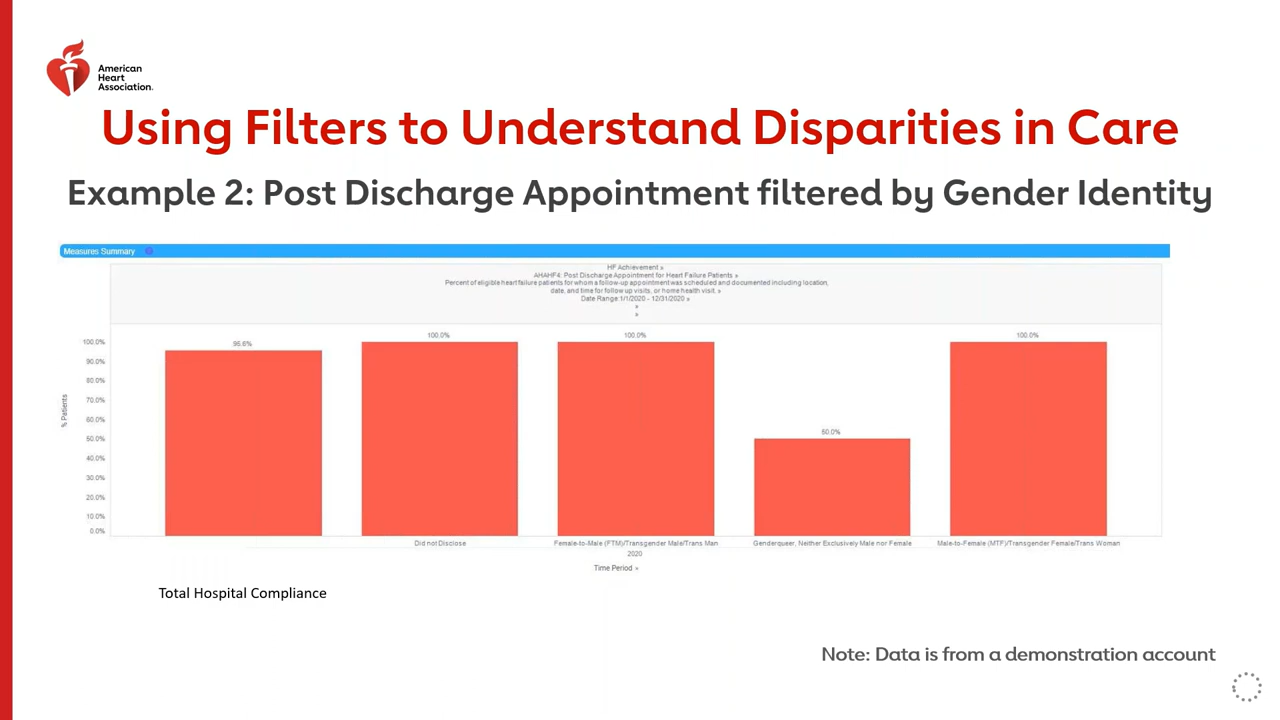 American
Heart
Association.
Using Filters to Understand Disparities in Care
Example 2: Post Discharge Appointment filtered by Gender Identity
Measures Summary
HF Achievement »
AHAHF4: Post Discharge Appointment for Heart Failure Patients »
Percent of eligible heart failure patients for whom a follow-up appointment was scheduled and documented including location,
date, and time for follow up visits, or home health visit. »
Date Range: 1/1/2020 - 12/31/2020 »
»
»
95.6%
100.0%
100.0%
50.0%
100.0%
% Patients
100.0%
90.0%
80.0%
70.0%
60.0%
50.0%
40.0%
30.0%
20.0%
10.0%
0.0%
Did not Disclose
Female-to-Male (FTM)/Transgender Male/Trans Man
Genderqueer, Neither Exclusively Male nor Female
Male-to-Female (MTF)/Transgender Female/Trans Woman
2020
Time Period »
Total Hospital Compliance
Note: Data is from a demonstration account